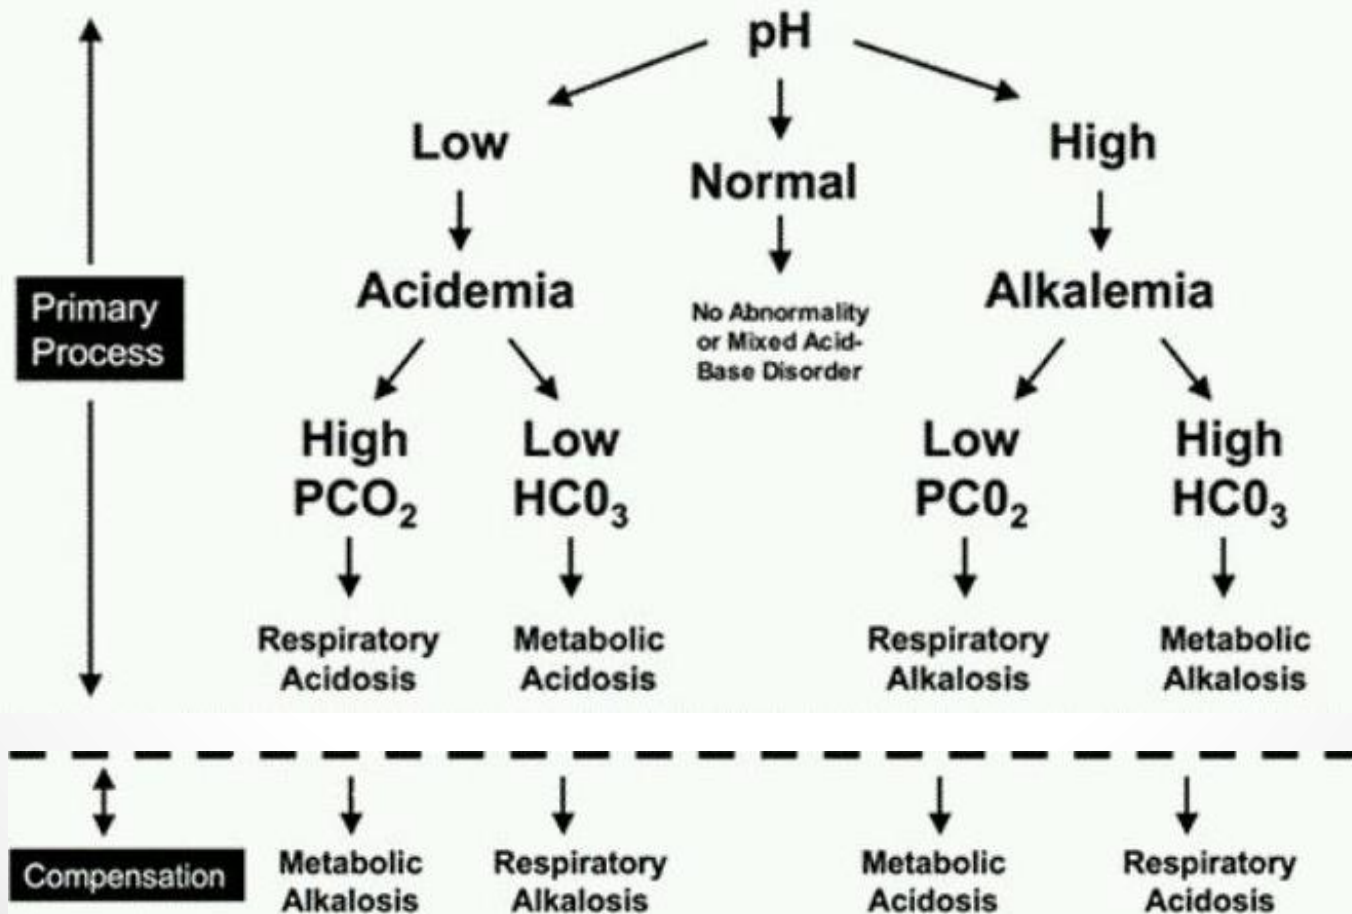 pH
Low
Normal
High
Acidemia
No Abnormality
or Mixed Acid-
Base Disorder
Alkalemia
Primary
Process
High
PCO₂
Low
HC0₃
Low
PC0₂
High
HC0₃
Respiratory
Acidosis
Metabolic
Acidosis
Respiratory
Alkalosis
Metabolic
Alkalosis
Compensation
Metabolic
Alkalosis
Respiratory
Alkalosis
Metabolic
Acidosis
Respiratory
Acidosis